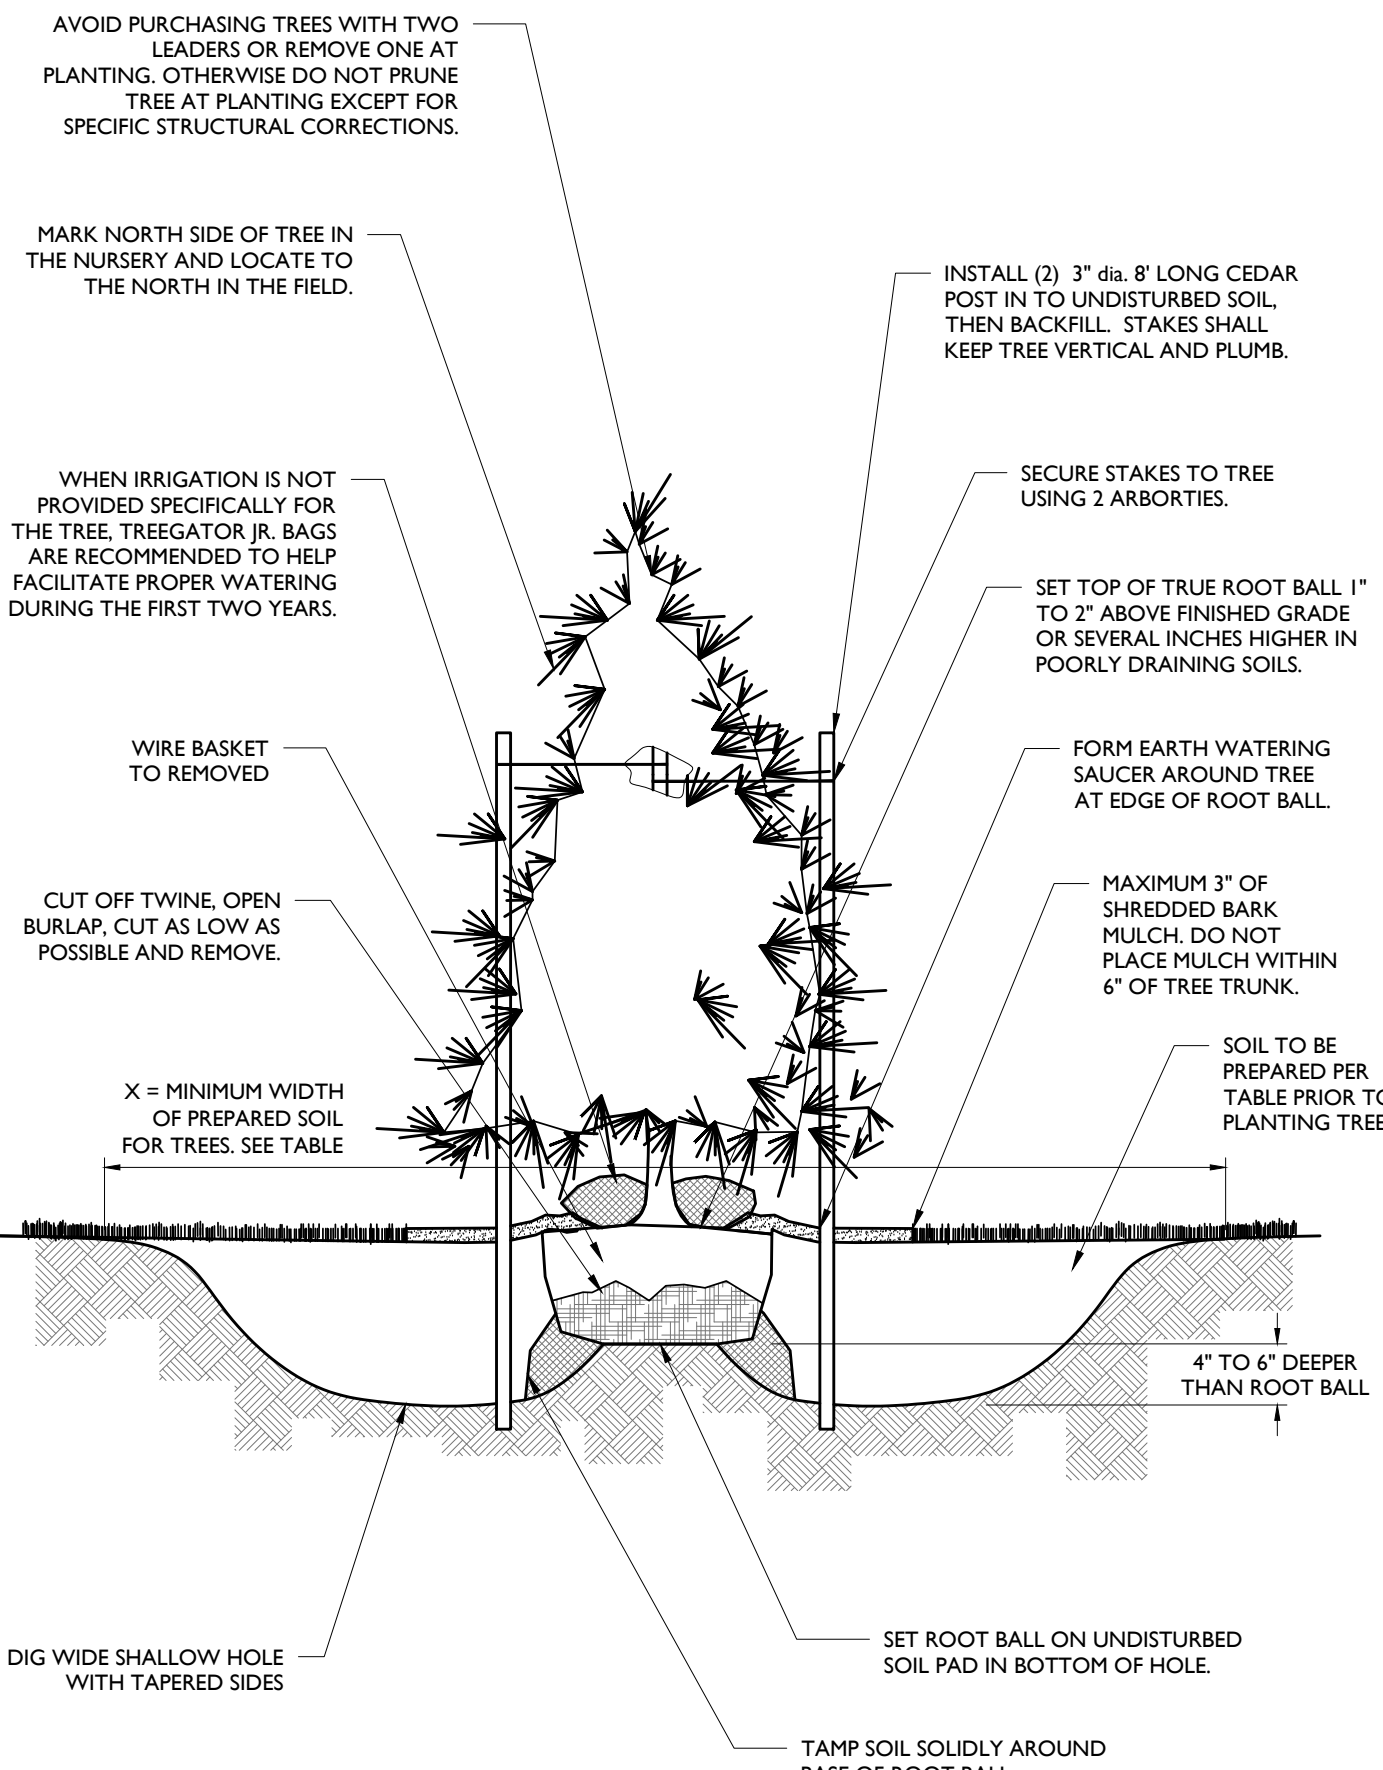 AVOID PURCHASING TREES WITH TWO
LEADERS OR REMOVE ONE AT
PLANTING. OTHERWISE DO NOT PRUNE
TREE AT PLANTING EXCEPT FOR
SPECIFIC STRUCTURAL CORRECTIONS.
MARK NORTH SIDE OF TREE IN
THE NURSERY AND LOCATE TO
THE NORTH IN THE FIELD.
INSTALL (2) 3" dia. 8' LONG CEDAR
POST IN TO UNDISTURBED SOIL,
THEN BACKFILL. STAKES SHALL
KEEP TREE VERTICAL AND PLUMB.
WHEN IRRIGATION IS NOT
PROVIDED SPECIFICALLY FOR
THE TREE, TREEGATOR JR. BAGS
ARE RECOMMENDED TO HELP
FACILITATE PROPER WATERING
DURING THE FIRST TWO YEARS.
SECURE STAKES TO TREE
USING 2 ARBORTIES.
SET TOP OF TRUE ROOT BALL 1"
TO 2" ABOVE FINISHED GRADE
OR SEVERAL INCHES HIGHER IN
POORLY DRAINING SOILS.
WIRE BASKET
TO REMOVED
FORM EARTH WATERING
SAUCER AROUND TREE
AT EDGE OF ROOT BALL.
CUT OFF TWINE, OPEN
BURLAP, CUT AS LOW AS
POSSIBLE AND REMOVE.
MAXIMUM 3" OF
SHREDDED BARK
MULCH. DO NOT
PLACE MULCH WITHIN
6" OF TREE TRUNK.
SOIL TO BE
PREPARED PER
TABLE PRIOR TO
PLANTING TREE
X = MINIMUM WIDTH
OF PREPARED SOIL
FOR TREES. SEE TABLE
4" TO 6" DEEPER
THAN ROOT BALL
DIG WIDE SHALLOW HOLE
WITH TAPERED SIDES
SET ROOT BALL ON UNDISTURBED
SOIL PAD IN BOTTOM OF HOLE.
TAMP SOIL SOLIDLY AROUND
BASE OF ROOT BALL